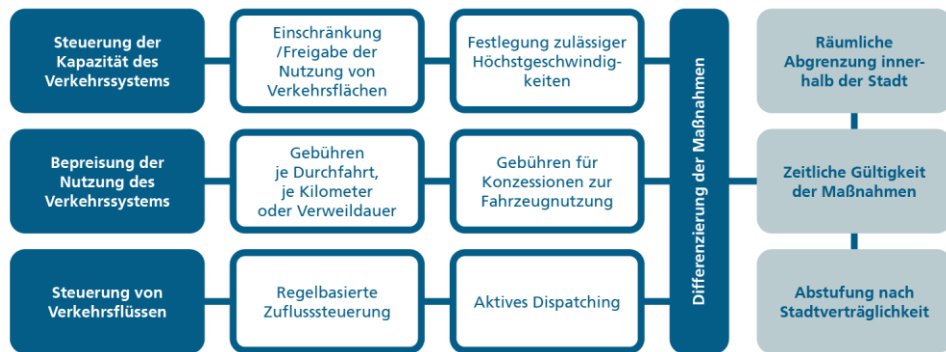 Steuerung der
Kapazität des
Verkehrssystems
Einschränkung
/Freigabe der
Nutzung von
Verkehrsflächen
Festlegung zulässiger
Höchstgeschwindig-
keiten
Bepreisung der
Nutzung des
Verkehrssystems
Gebühren
je Durchfahrt,
je Kilometer
oder Verweildauer
Gebühren für
Konzessionen zur
Fahrzeugnutzung
Steuerung von
Verkehrsflüssen
Regelbasierte
Zuflusssteuerung
Aktives Dispatching
Differenzierung der Maßnahmen
Räumliche
Abgrenzung inner-
halb der Stadt
Zeitliche Gültigkeit
der Maßnahmen
Abstufung nach
Stadtverträglichkeit